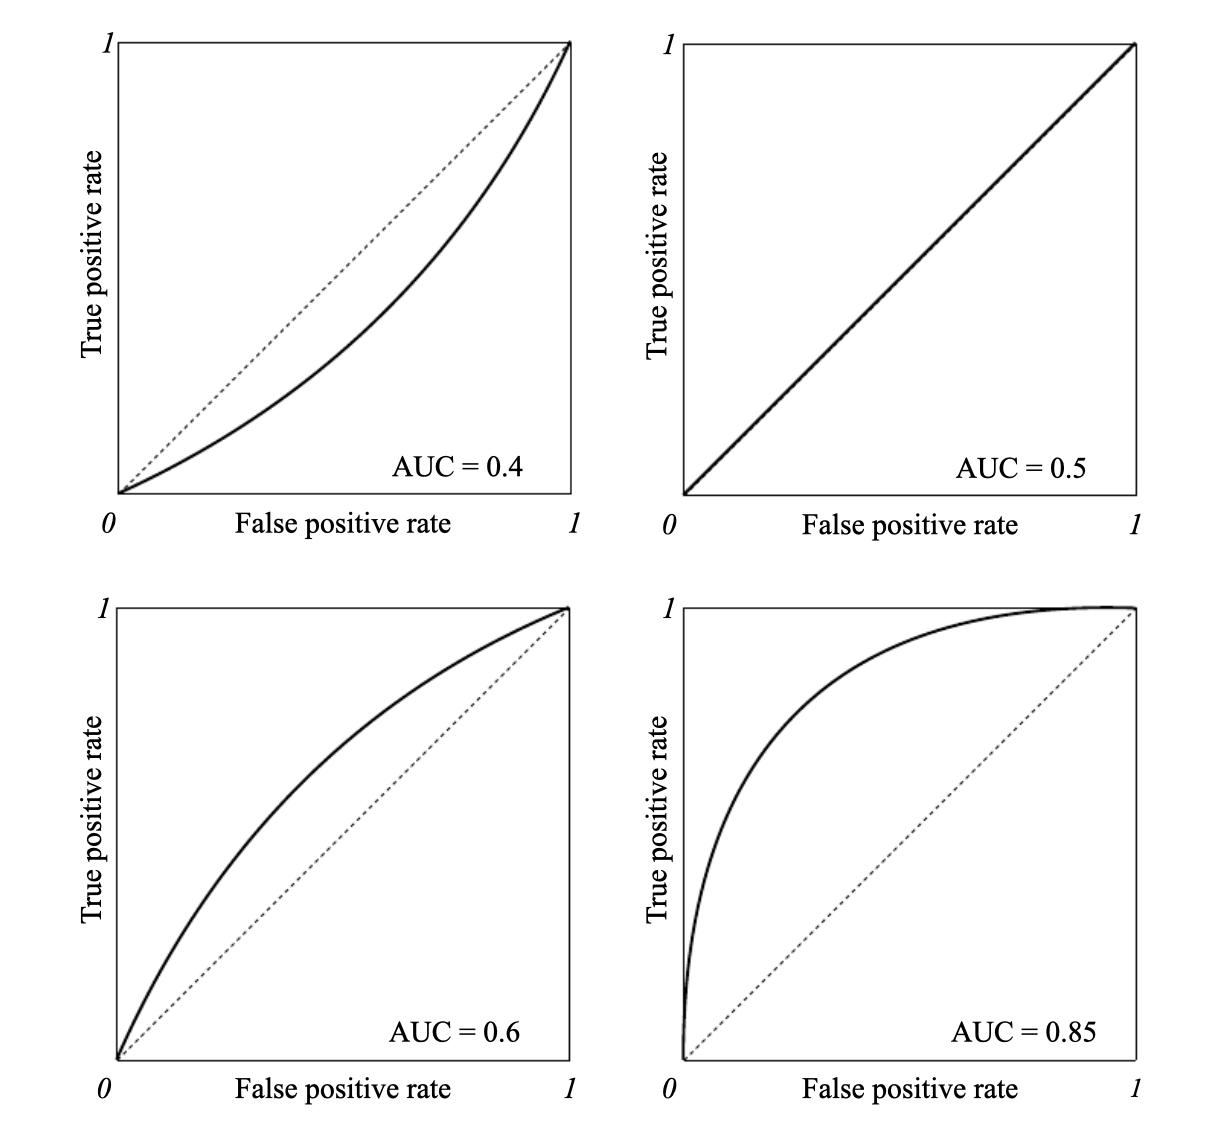 1
True positive rate
AUC = 0.4
0 False positive rate 1
1
True positive rate
AUC = 0.5
0 False positive rate 1
1
True positive rate
AUC = 0.6
0 False positive rate 1
1
True positive rate
AUC = 0.85
0 False positive rate 1